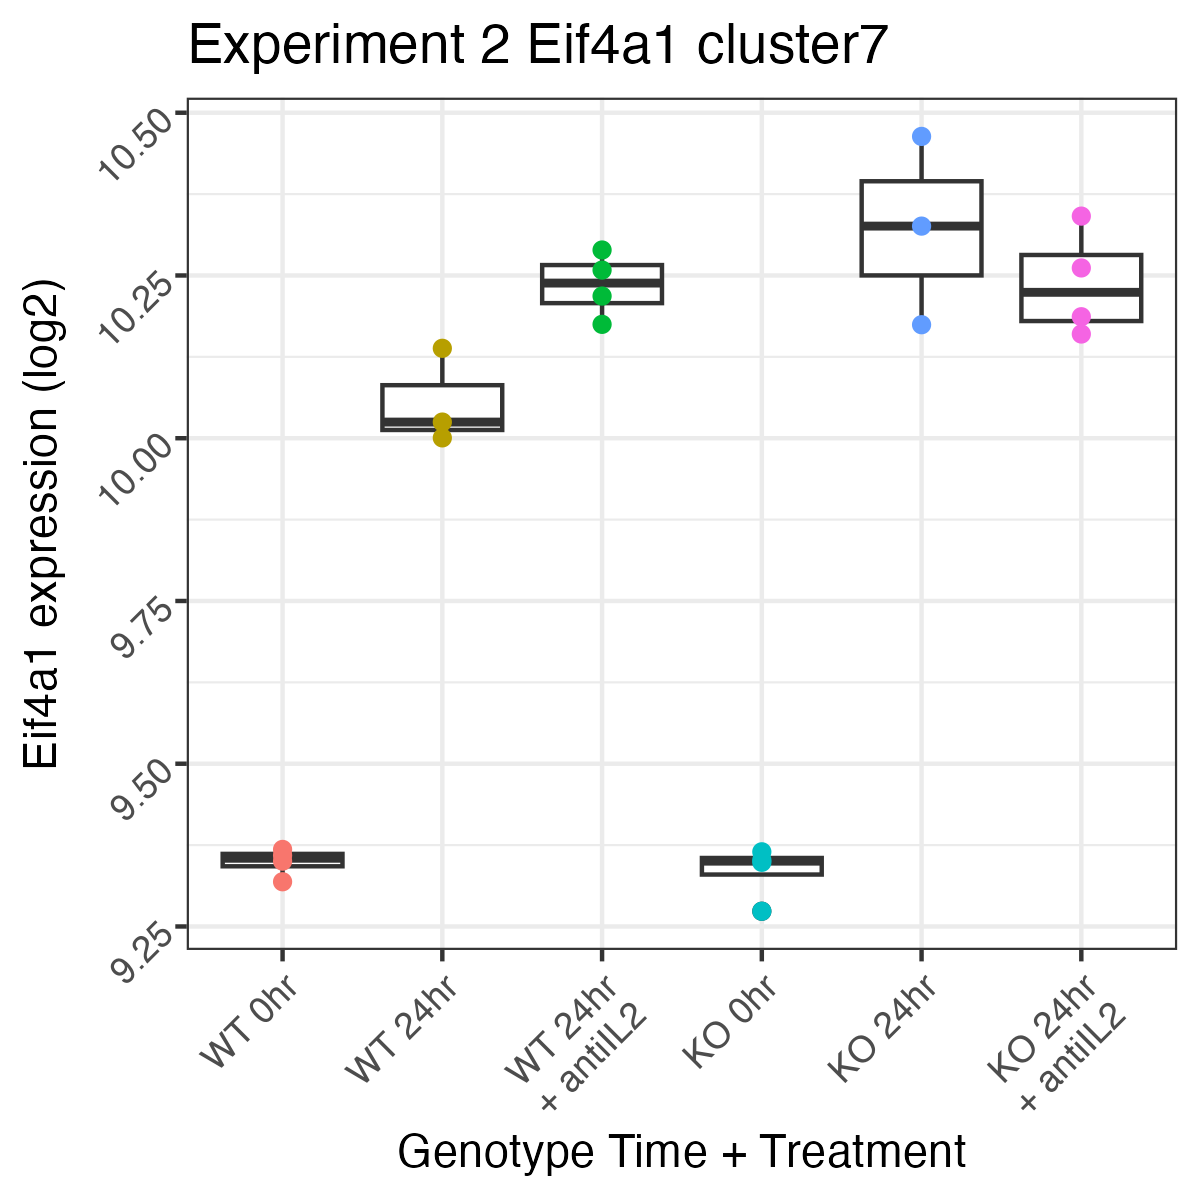 Experiment 2 Eif4a1 cluster7
Eif4a1 expression (log2)
10.50
10.25
10.00
9.75
9.50
9.25
WT 0hr
WT 24hr
WT 24hr
+ antiIL2
KO 0hr
KO 24hr
KO 24hr
+ antiIL2
Genotype Time + Treatment